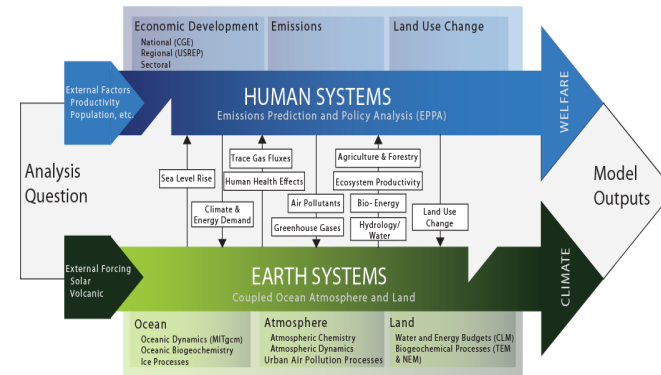 Economic Development
National (CGE)
Regional (USREP)
Sectoral
Emissions
Land Use Change
External Factors
Productivity
Population, etc.
HUMAN SYSTEMS
Emissions Prediction and Policy Analysis (EPPA)
WELFARE
Analysis
Question
Sea Level Rise
Climate &
Energy Demand
Trace Gas Fluxes
Human Health Effects
Air Pollutants
Greenhouse Gases
Agriculture & Forestry
Ecosystem Productivity
Bio- Energy
Hydrology/
Water
Land Use
Change
Model
Outputs
External Forcing
Solar
Volcanic
EARTH SYSTEMS
Coupled Ocean Atmosphere and Land
CLIMATE
Ocean
Oceanic Dynamics (MITgcm)
Oceanic Biogeochemistry
Ice Processes
Atmosphere
Atmospheric Chemistry
Atmospheric Dynamics
Urban Air Pollution Processes
Land
Water and Energy Budgets (CLM)
Biogeochemical Processes (TEM
& NEM)